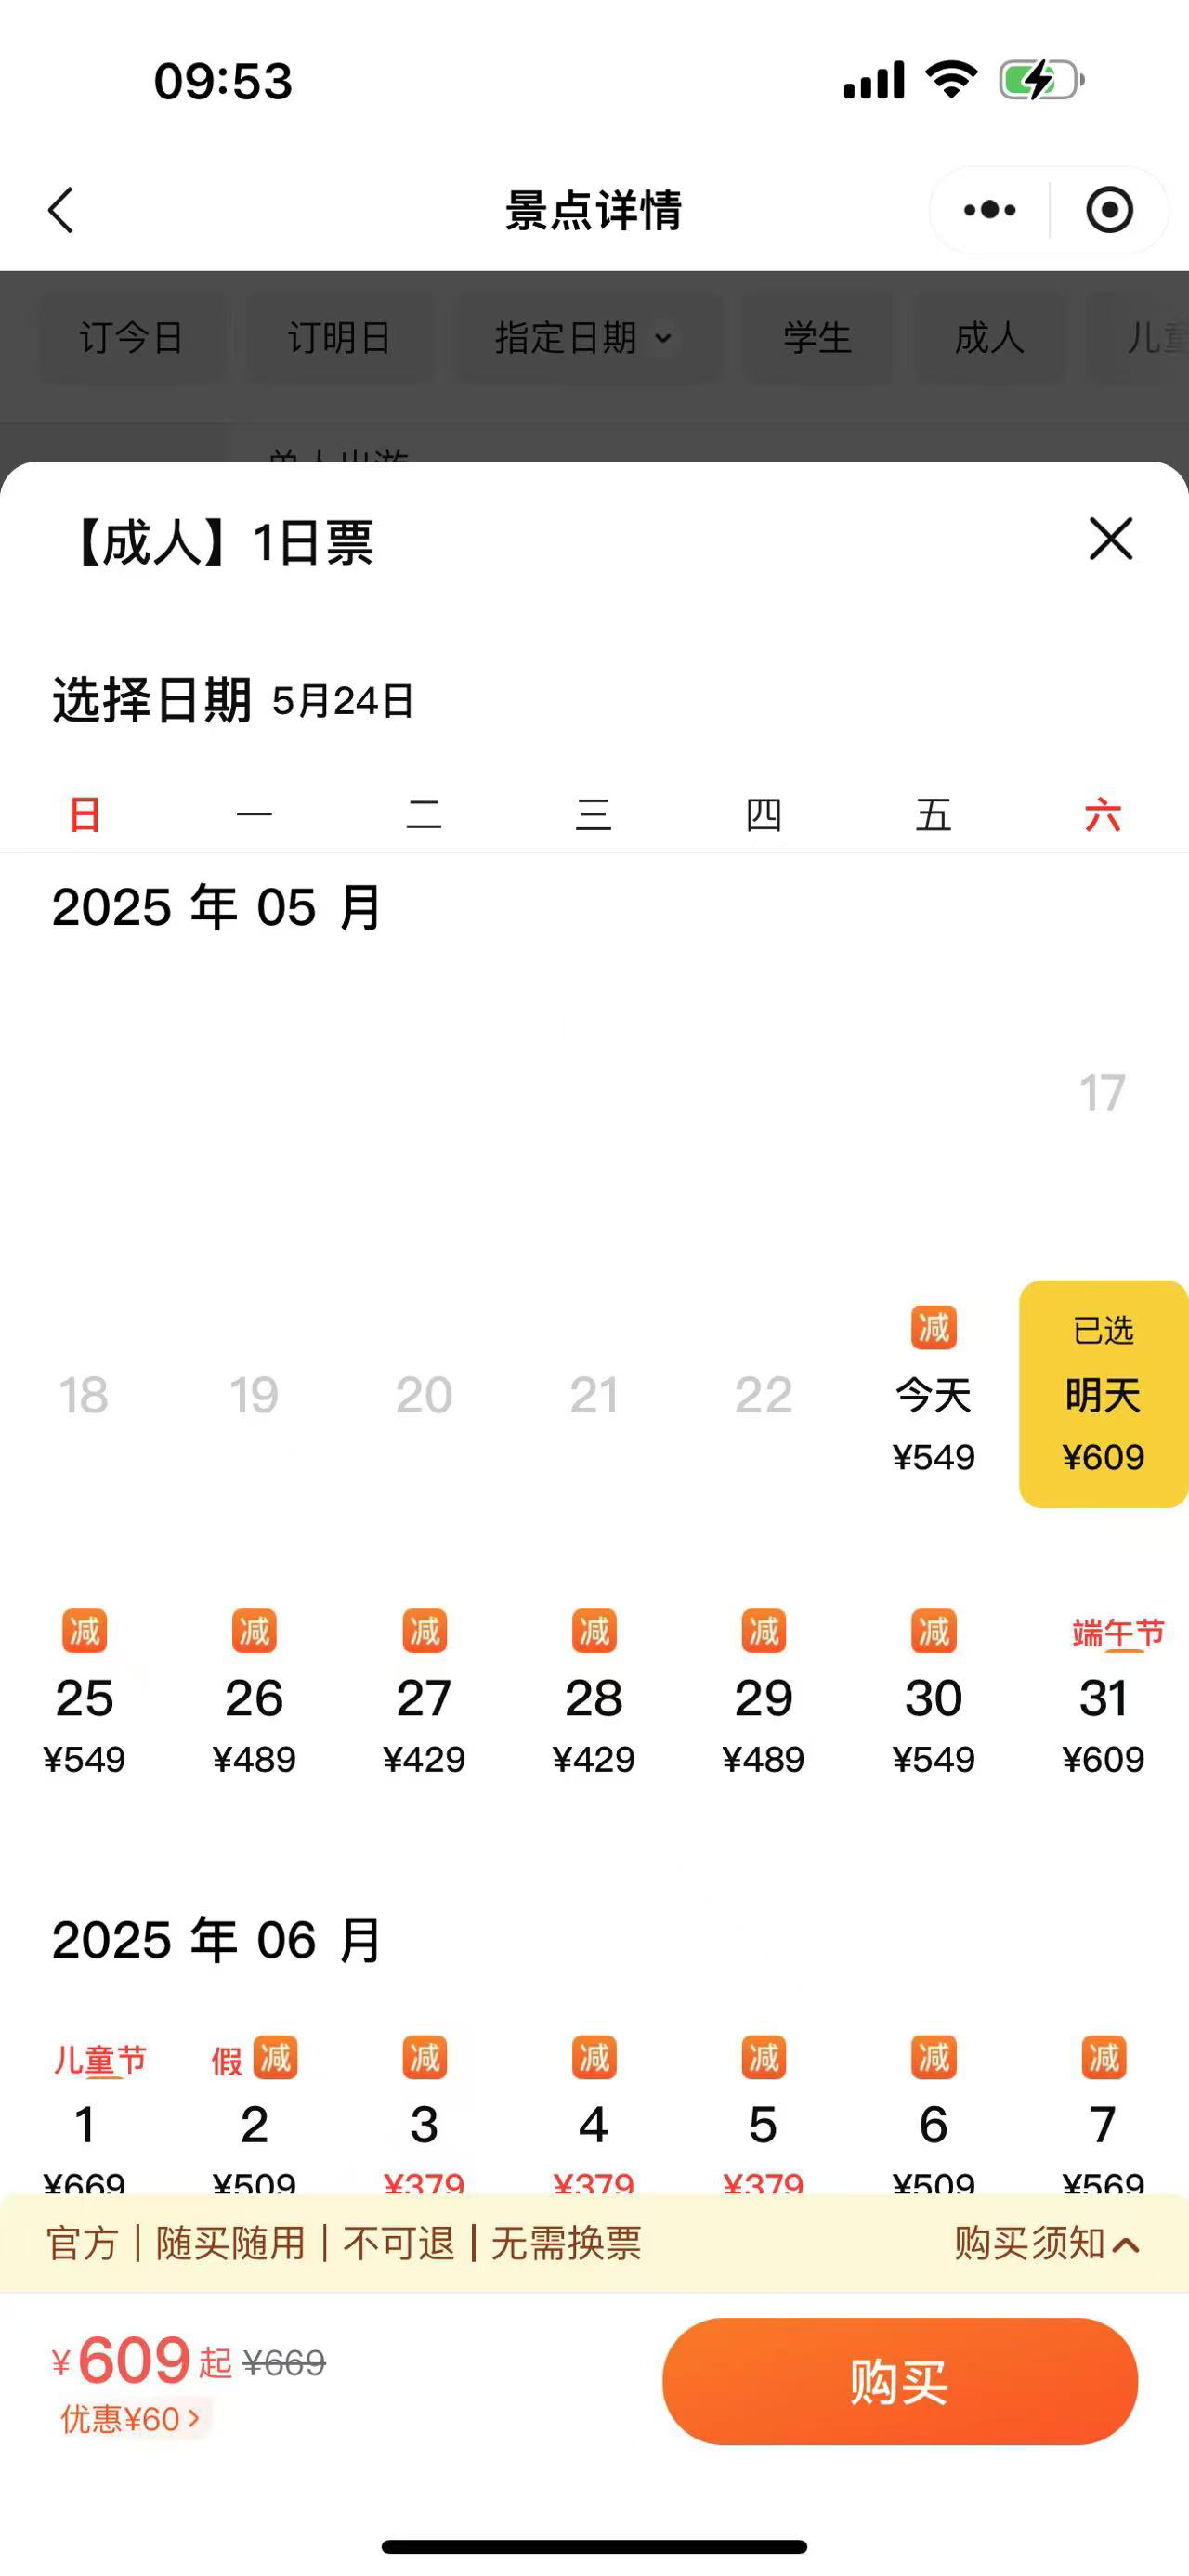 09:53
景点详情
订今日 订明日 指定日期 学生 成人
【成人】1日票
选择日期 5月24日
日 一 二 三 四 五 六
2025 年 05 月
17
减 已选
18 19 20 21 22 今天 明天
¥549 ¥609
减 减 减 减 减 减 端午节
25 26 27 28 29 30 31
¥549 ¥489 ¥429 ¥429 ¥489 ¥549 ¥609
2025 年 06 月
儿童节 假 减 减 减 减 减 减
1 2 3 4 5 6 7
¥669 ¥509 ¥379 ¥379 ¥379 ¥509 ¥569
官方 | 随买随用 | 不可退 | 无需换票 购买须知
¥609起 ¥669
优惠¥60 >
购买